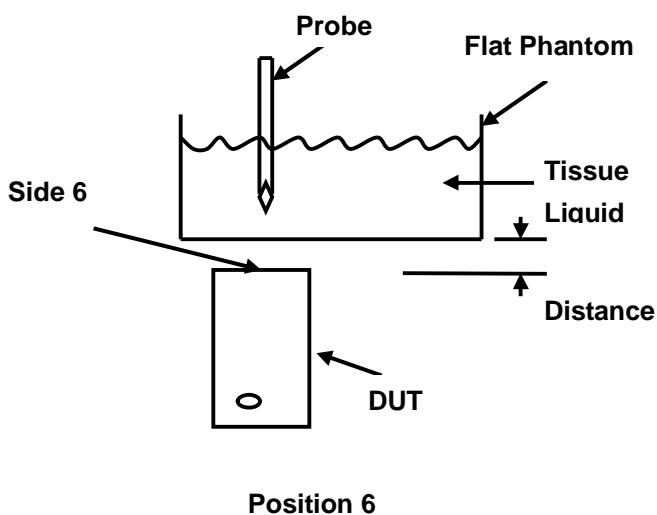 Probe
Flat Phantom
Tissue
Liquid
Side 6
Distance
DUT
Position 6